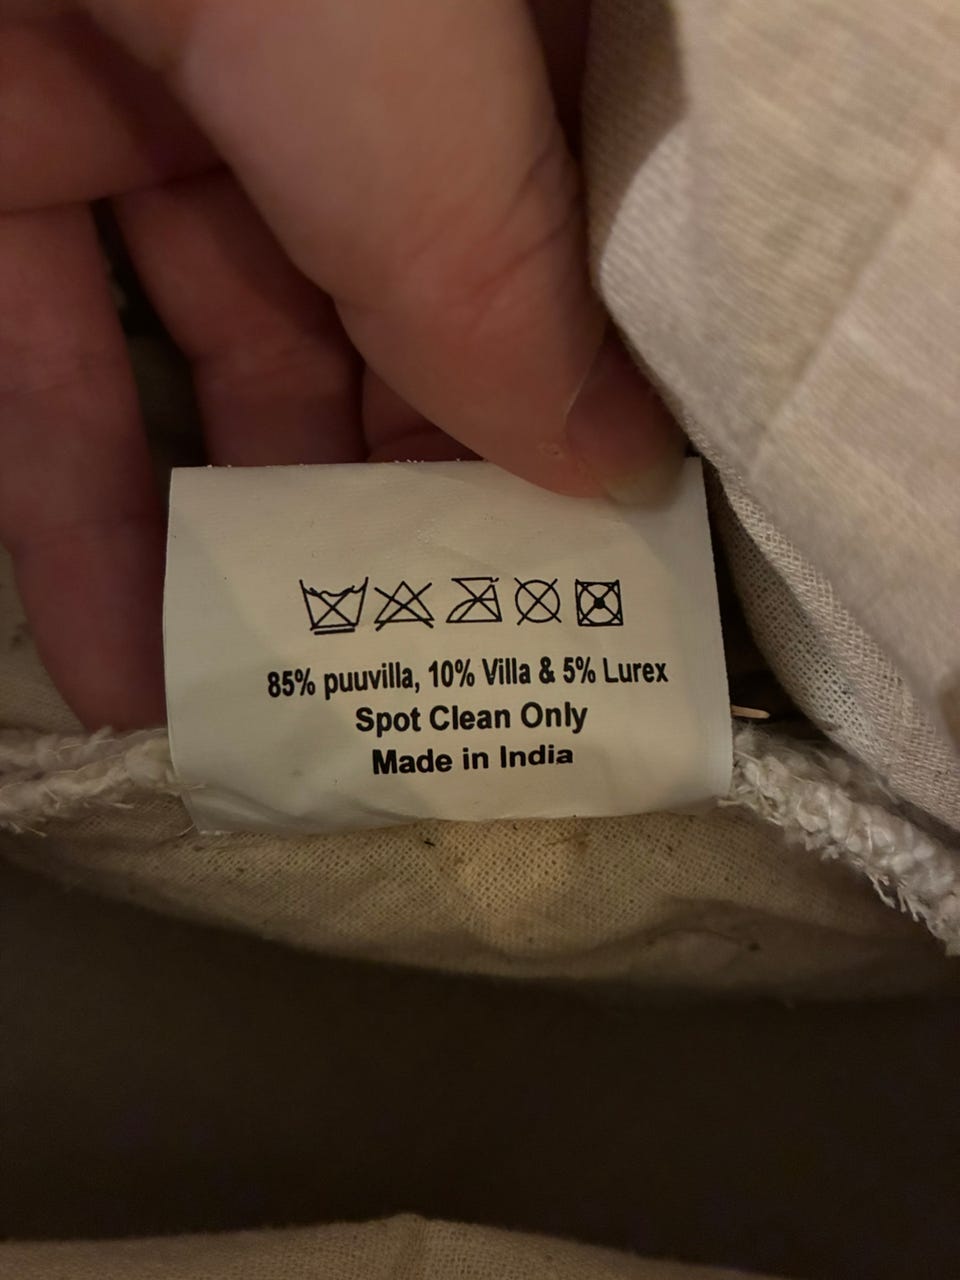 85% puuvilla, 10% Villa & 5% Lurex
Spot Clean Only
Made in India